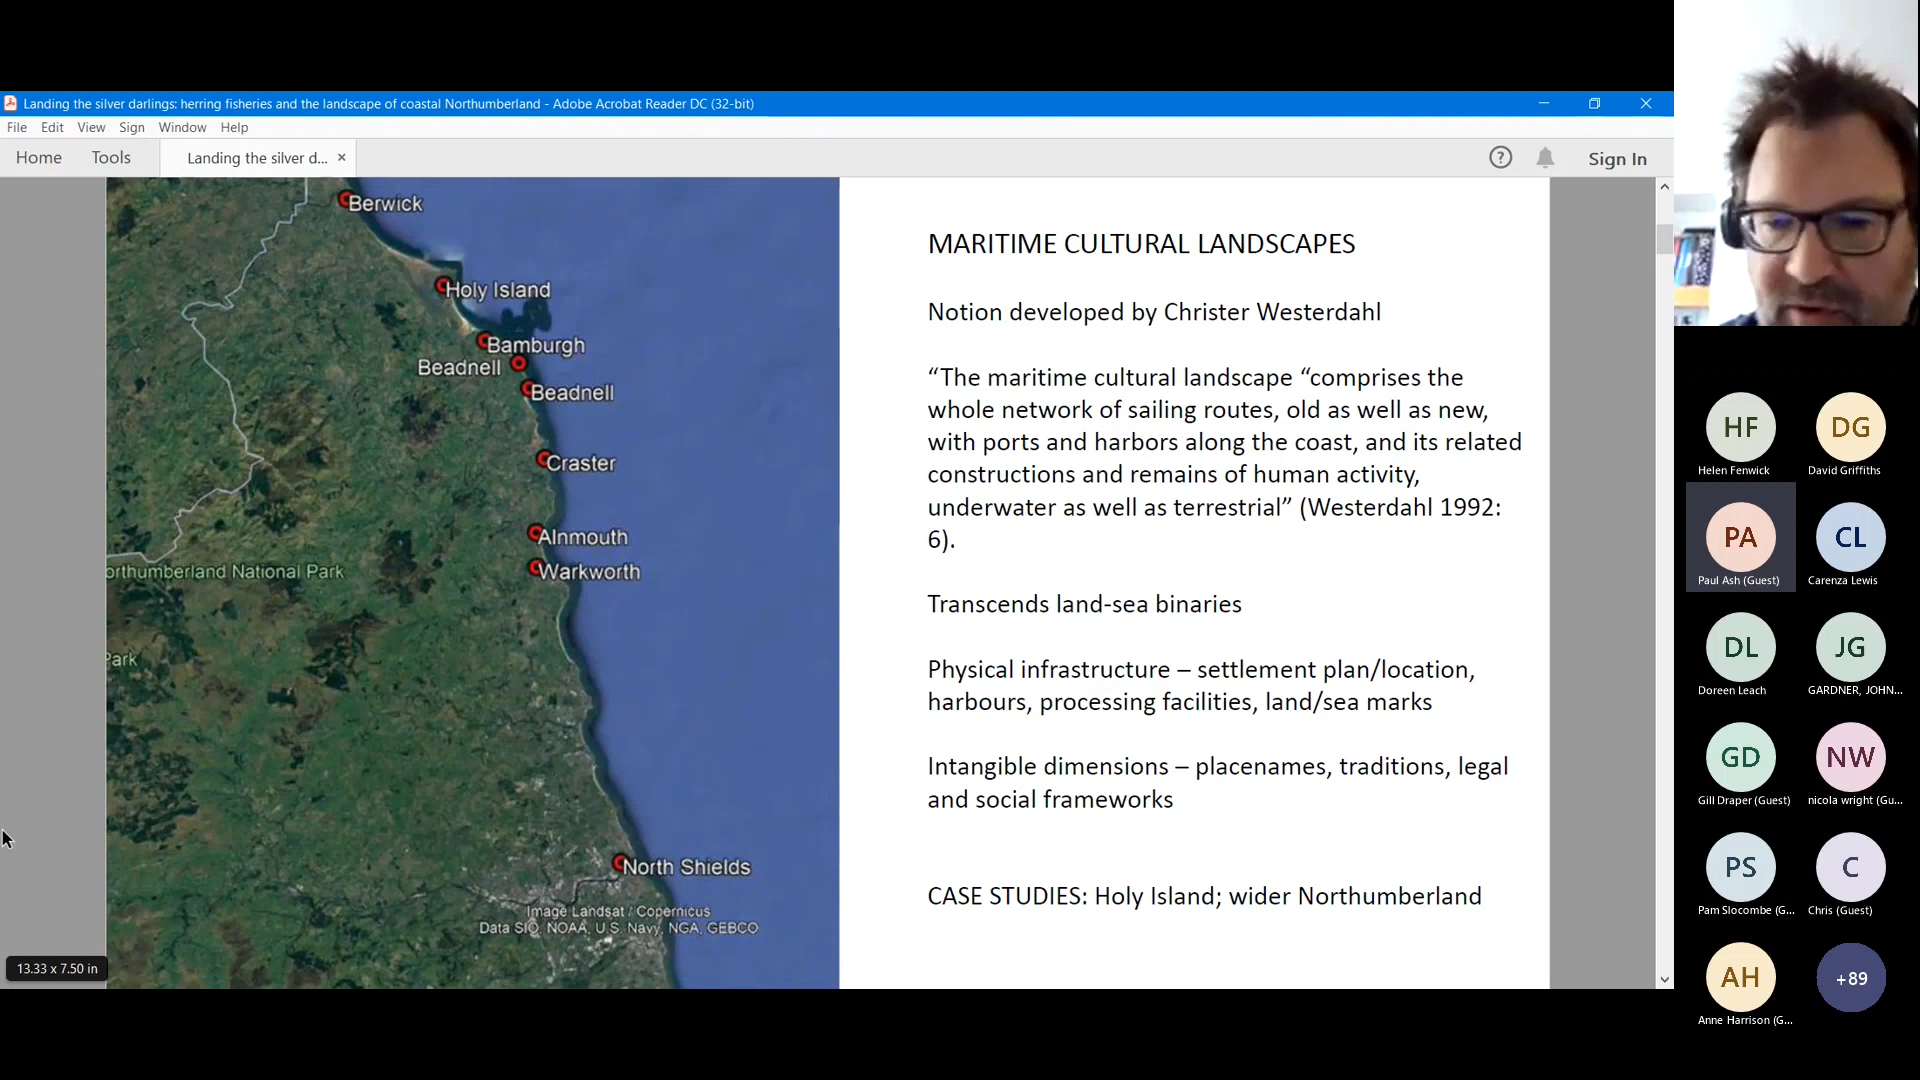 Landing the silver darlings: herring fisheries and the landscape of coastal Northumberland - Adobe Acrobat Reader DC (32-bit)
File Edit View Sign Window Help
Home Tools Landing the silver d... × Sign In
Berwick
Holy Island
Bamburgh
Beadnell
Beadnell
Craster
Alnmouth
Warkworth
orthumberland National Park
Park
North Shields
Image Landsat / Copernicus
Data SIO, NOAA, U.S. Navy, NGA, GEBCO
13.33 x 7.50 in
MARITIME CULTURAL LANDSCAPES
Notion developed by Christer Westerdahl
“The maritime cultural landscape “comprises the
whole network of sailing routes, old as well as new,
with ports and harbors along the coast, and its related
constructions and remains of human activity,
underwater as well as terrestrial” (Westerdahl 1992:
6).
Transcends land-sea binaries
Physical infrastructure – settlement plan/location,
harbours, processing facilities, land/sea marks
Intangible dimensions – placenames, traditions, legal
and social frameworks
CASE STUDIES: Holy Island; wider Northumberland
HF
Helen Fenwick
DG
David Griffiths
PA
Paul Ash (Guest)
CL
Carenza Lewis
DL
Doreen Leach
JG
GARDNER, JOHN...
GD
Gill Draper (Guest)
NW
nicola wright (Gu...
PS
Pam Slocombe (G...
C
Chris (Guest)
AH
Anne Harrison (G...
+89